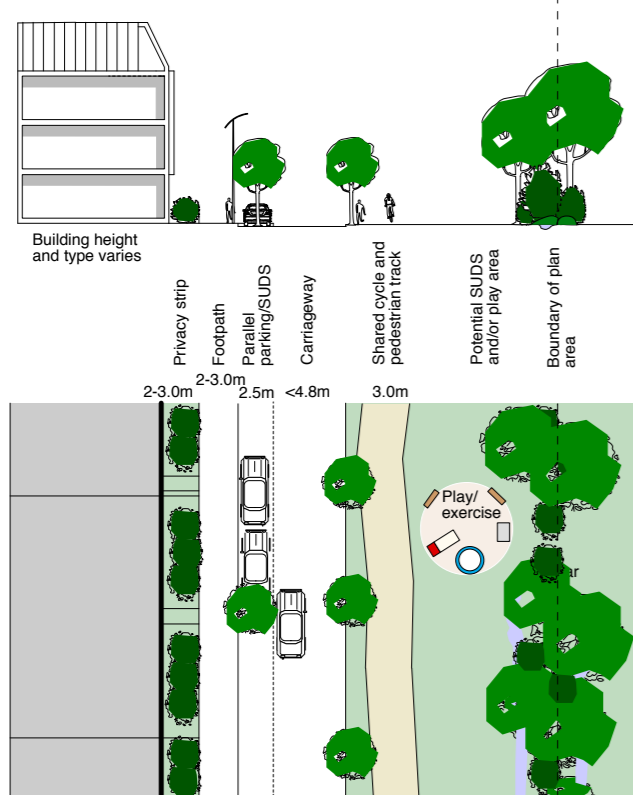 Building height
and type varies
Privacy strip
Footpath
Parallel
parking/SUDS
Carriageway
Shared cycle and
pedestrian track
Potential SUDS
and/or play area
Boundary of plan
area
2-3.0m
2-3.0m
2.5m
<4.8m
3.0m
Play/
exercise